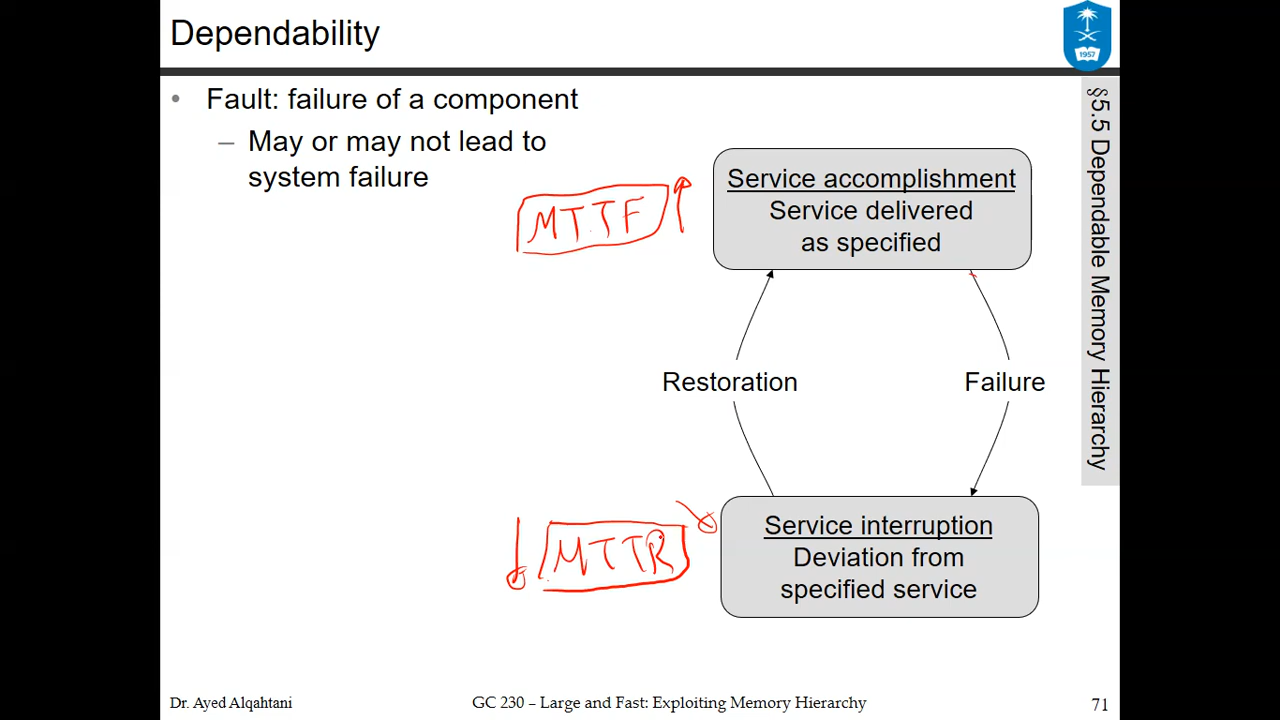 Dependability
1957
• Fault: failure of a component
– May or may not lead to
system failure
MTTF
Service accomplishment
Service delivered
as specified
Restoration
Failure
MTTR
Service interruption
Deviation from
specified service
§5.5 Dependable Memory Hierarchy
Dr. Ayed Alqahtani
GC 230 – Large and Fast: Exploiting Memory Hierarchy
71